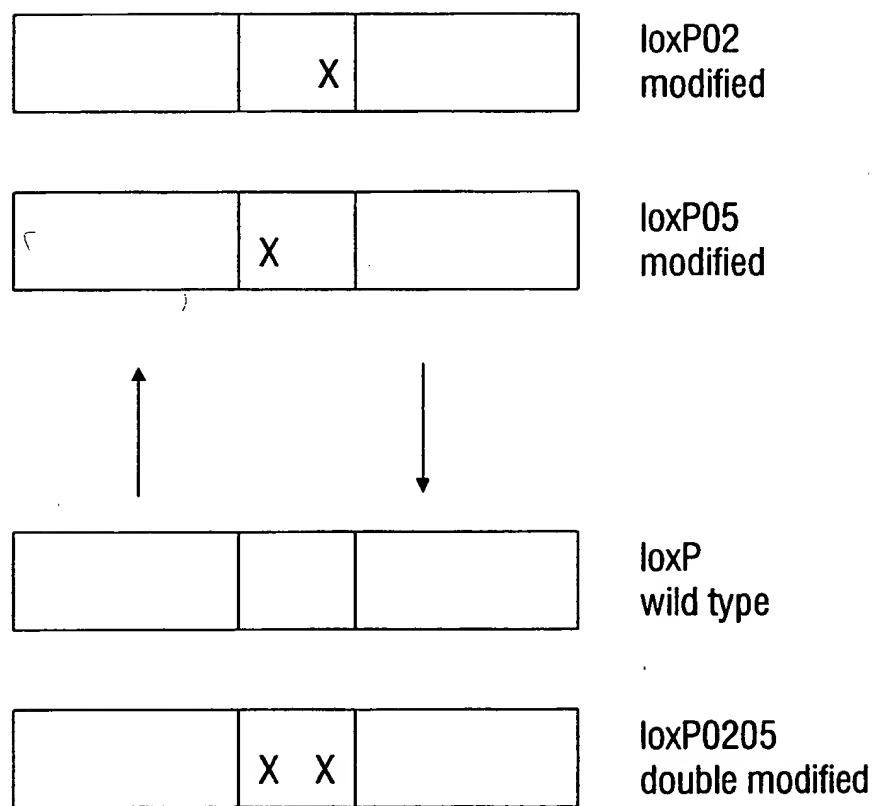 X
loxP02
modified
X
loxP05
modified
loxP
wild type
X X
loxP0205
double modified